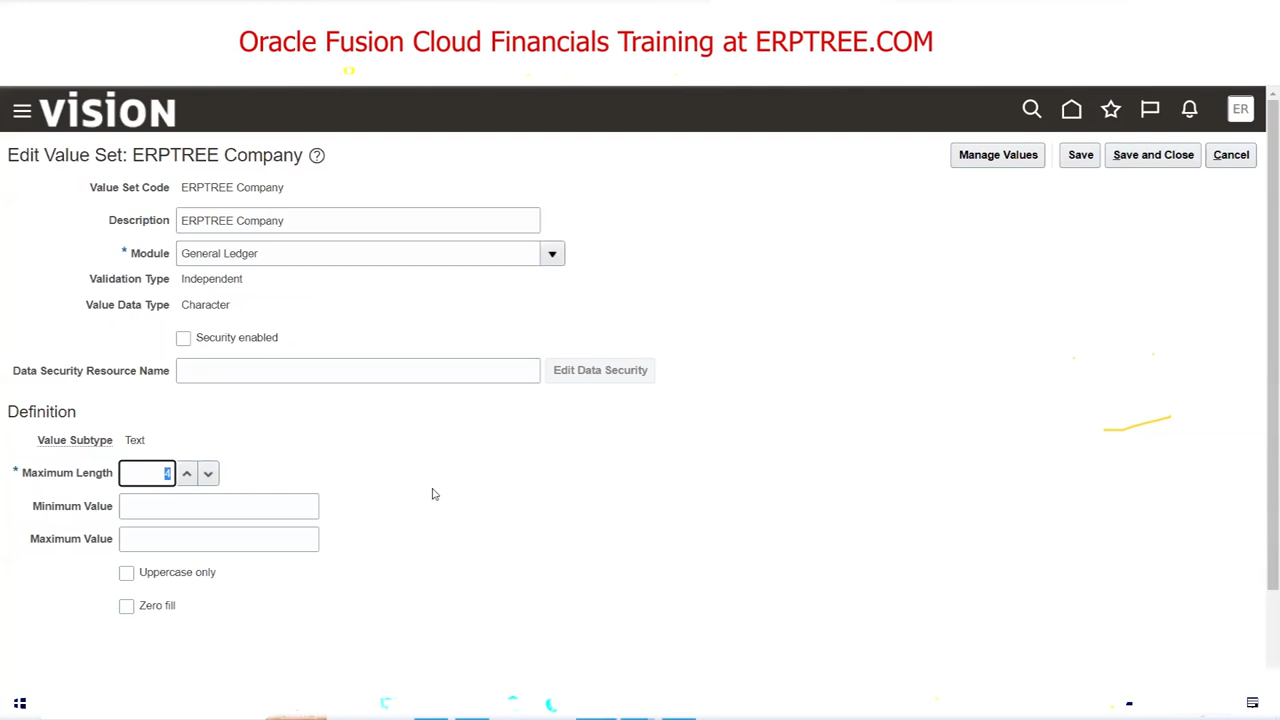 Oracle Fusion Cloud Financials Training at ERPTREE.COM
vision
ER
Edit Value Set: ERPTREE Company ?
Manage Values Save Save and Close Cancel
Value Set Code ERPTREE Company
Description ERPTREE Company
* Module General Ledger
Validation Type Independent
Value Data Type Character
Security enabled
Data Security Resource Name Edit Data Security
Definition
Value Subtype Text
* Maximum Length 4
Minimum Value
Maximum Value
Uppercase only
Zero fill